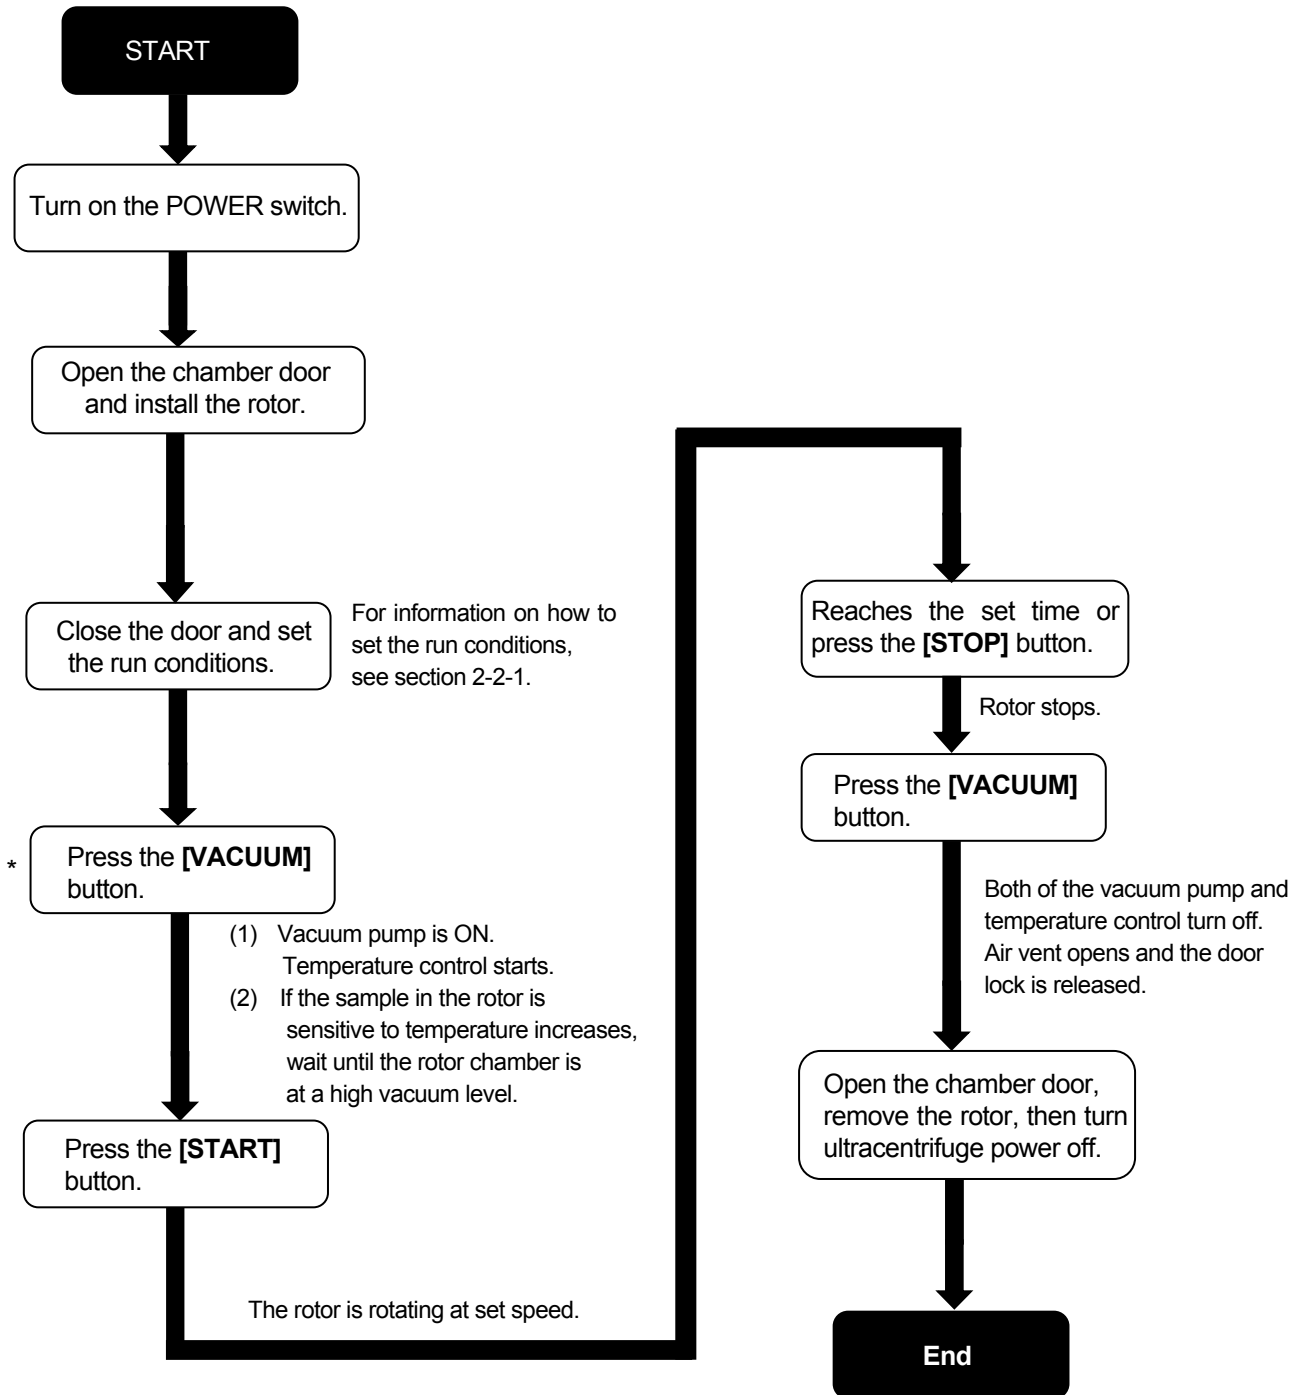 START
Turn on the POWER switch.
Open the chamber door
and install the rotor.
Close the door and set
the run conditions.
For information on how to
set the run conditions,
see section 2-2-1.
*
Press the [VACUUM]
button.
(1) Vacuum pump is ON.
Temperature control starts.
(2) If the sample in the rotor is
sensitive to temperature increases,
wait until the rotor chamber is
at a high vacuum level.
Press the [START]
button.
The rotor is rotating at set speed.
Reaches the set time or
press the [STOP] button.
Rotor stops.
Press the [VACUUM]
button.
Both of the vacuum pump and
temperature control turn off.
Air vent opens and the door
lock is released.
Open the chamber door,
remove the rotor, then turn
ultracentrifuge power off.
End